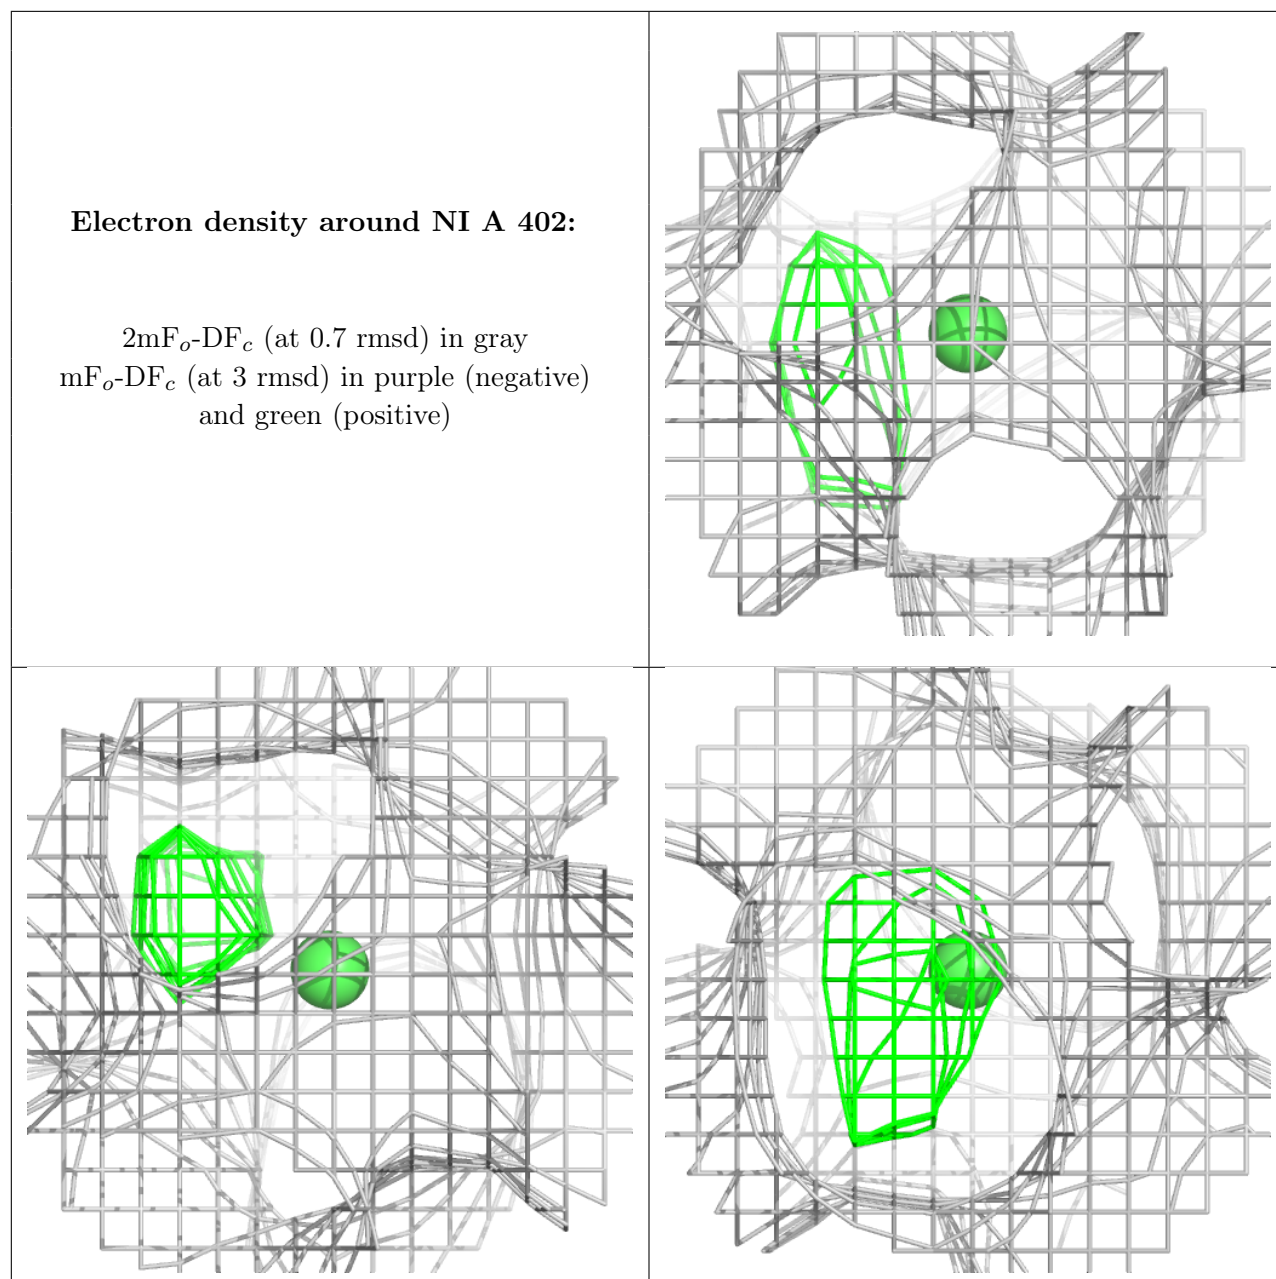 Electron density around NI A 402:
2mFo-DFc (at 0.7 rmsd) in gray
mFo-DFc (at 3 rmsd) in purple (negative)
and green (positive)